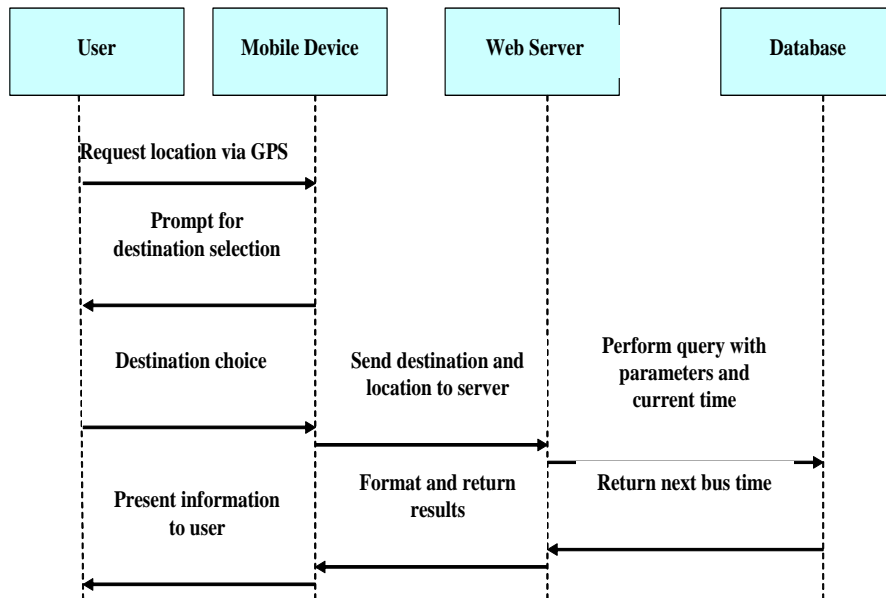 User
Mobile Device
Web Server
Database
Request location via GPS
Prompt for
destination selection
Destination choice
Send destination and
location to server
Perform query with
parameters and
current time
Present information
to user
Format and return
results
Return next bus time